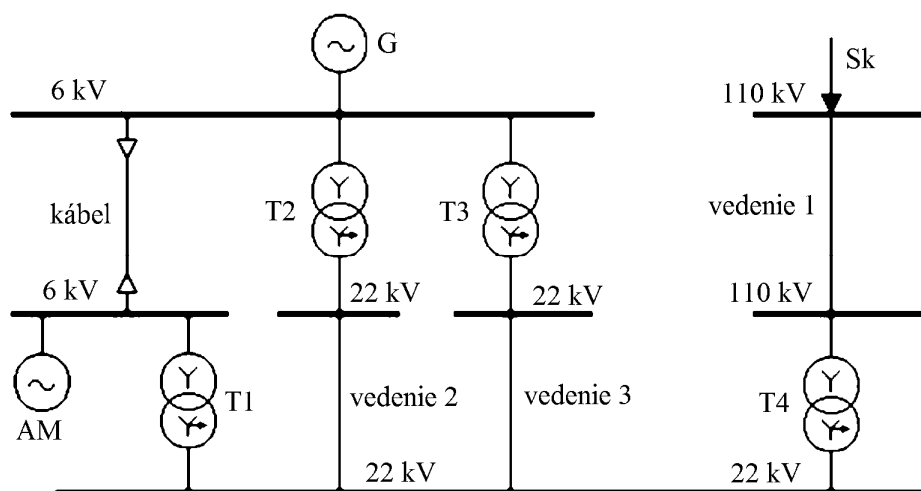 G
Sk
6 kV
110 kV
T2
T3
kábel
vedenie 1
6 kV
22 kV
22 kV
110 kV
AM
T1
vedenie 2
vedenie 3
T4
22 kV
22 kV